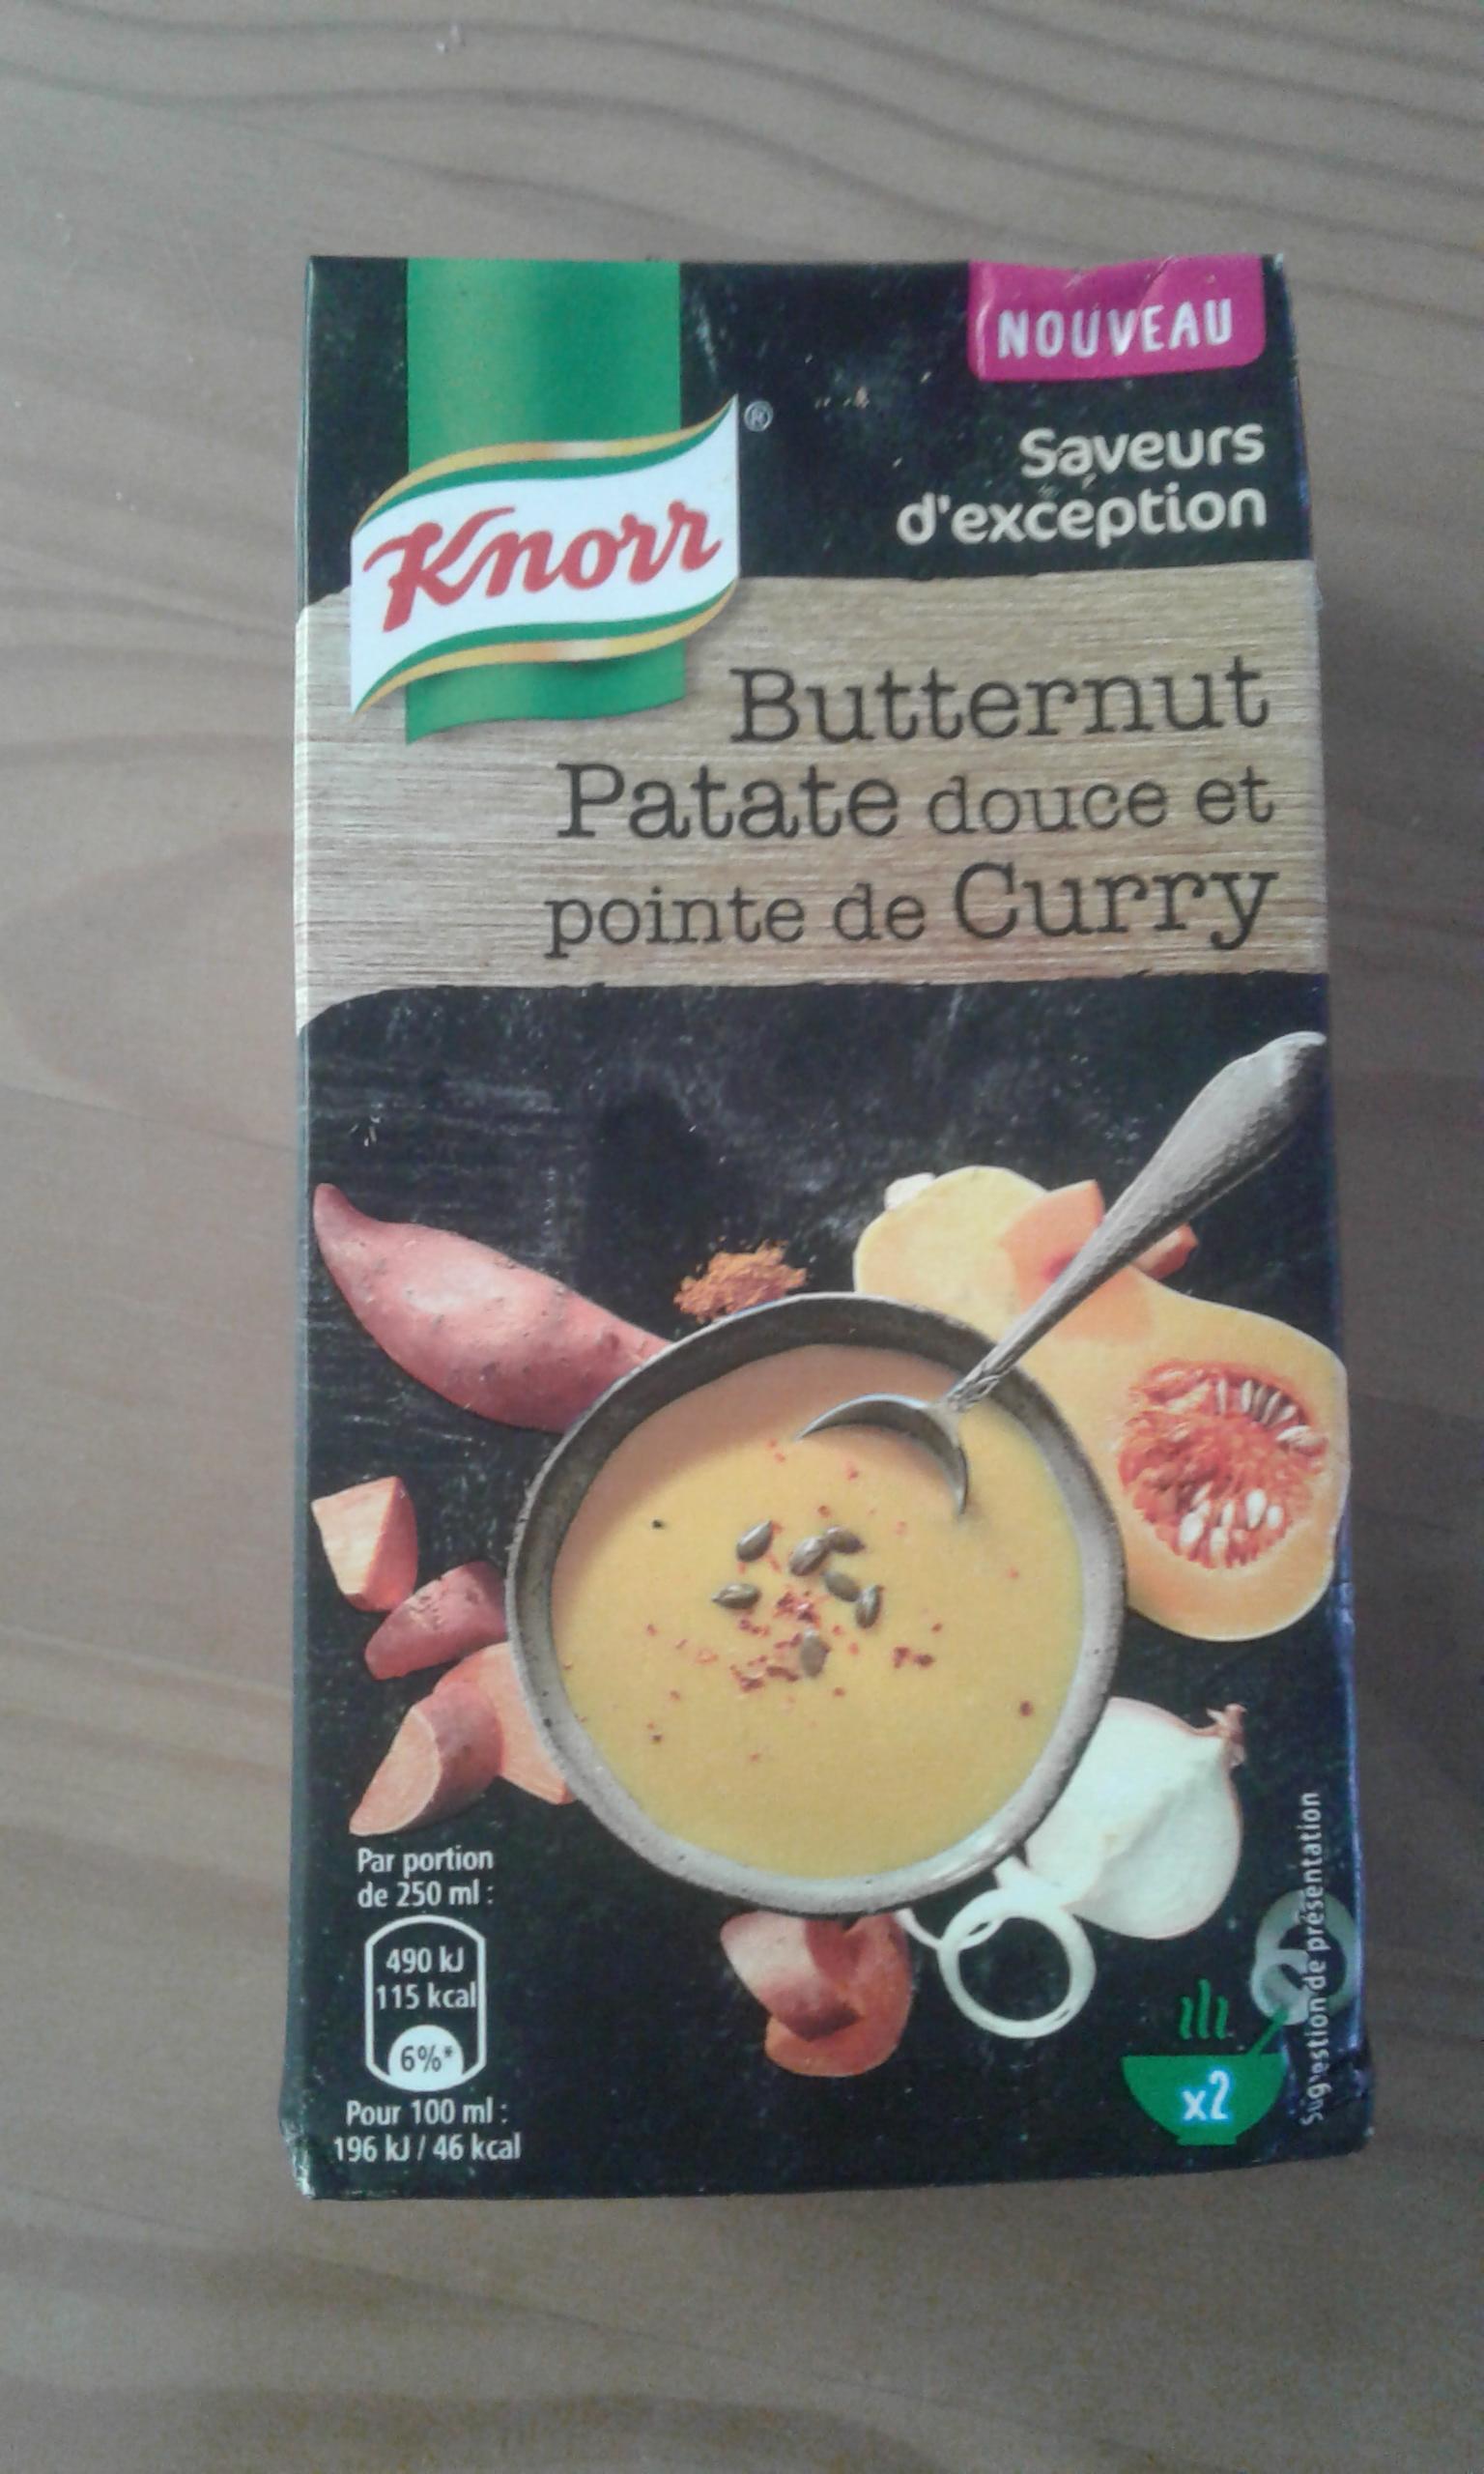 NOUVEAU
Knorr®
Saveurs
d'exception
Butternut
Patate douce et
pointe de Curry
Par portion
de 250 ml :
490 kJ
115 kcal
6%*
Pour 100 ml :
196 kJ / 46 kcal
x2
Suggestion de présentation